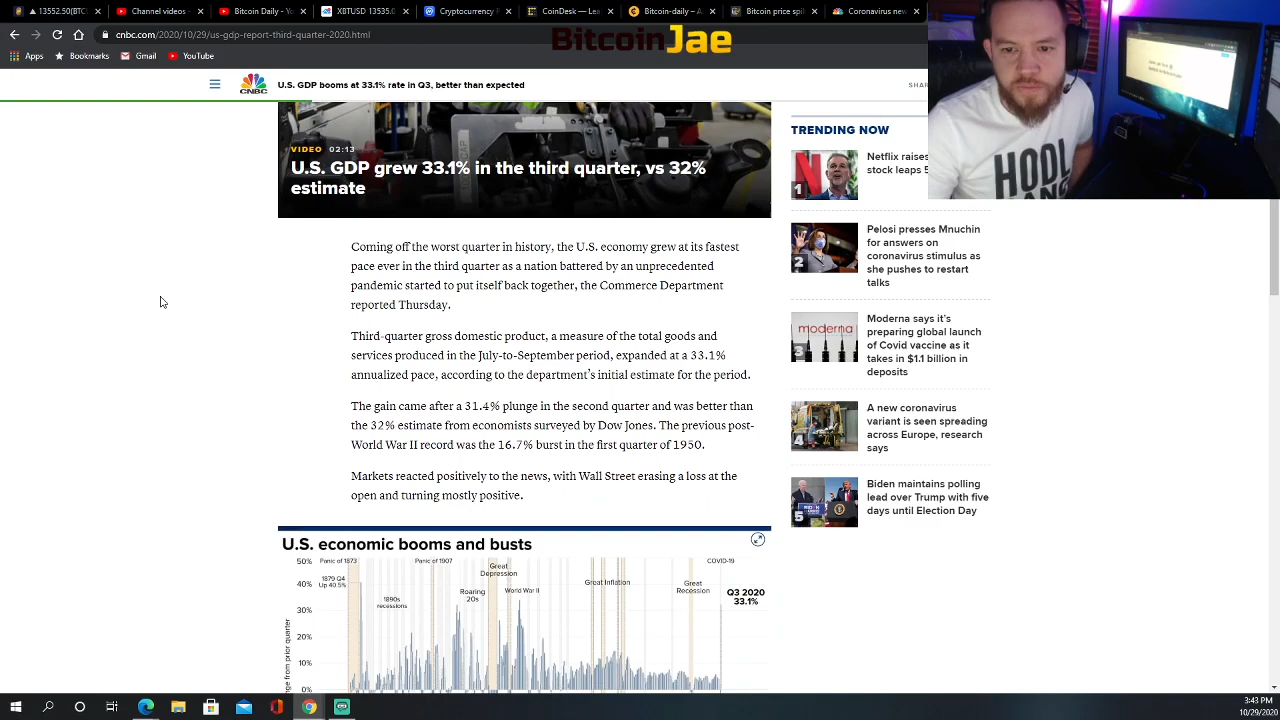 13552.50(BTC
Channel videos -
Bitcoin Daily - Yo
XBTUSD 13535.0
Cryptocurrency P
CoinDesk — Lea
Bitcoin-daily – A
Bitcoin price spil
Coronavirus new
cnbc.com/2020/10/29/us-gdp-report-third-quarter-2020.html
BitcoinJae
Apps
Bookmarks
Gmail
YouTube
CNBC
U.S. GDP booms at 33.1% rate in Q3, better than expected
SHAR
VIDEO 02:13
U.S. GDP grew 33.1% in the third quarter, vs 32%
estimate
Coming off the worst quarter in history, the U.S. economy grew at its fastest
pace ever in the third quarter as a nation battered by an unprecedented
pandemic started to put itself back together, the Commerce Department
reported Thursday.
Third-quarter gross domestic product, a measure of the total goods and
services produced in the July-to-September period, expanded at a 33.1%
annualized pace, according to the department's initial estimate for the period.
The gain came after a 31.4% plunge in the second quarter and was better than
the 32% estimate from economists surveyed by Dow Jones. The previous post-
World War II record was the 16.7% burst in the first quarter of 1950.
Markets reacted positively to the news, with Wall Street erasing a loss at the
open and turning mostly positive.
U.S. economic booms and busts
50%
40%
30%
20%
10%
0%
nge from prior quarter
Panic of 1873
1879 Q4
Up 40.5%
1890s
recessions
Panic of 1907
Roaring
20s
Great
Depression
World War II
Great Inflation
Great
Recession
COVID-19
Q3 2020
33.1%
TRENDING NOW
1
Netflix raises
stock leaps 5
2
Pelosi presses Mnuchin
for answers on
coronavirus stimulus as
she pushes to restart
talks
moderna
3
Moderna says it's
preparing global launch
of Covid vaccine as it
takes in $1.1 billion in
deposits
4
A new coronavirus
variant is seen spreading
across Europe, research
says
5
Biden maintains polling
lead over Trump with five
days until Election Day
HODL
3:43 PM
10/29/2020